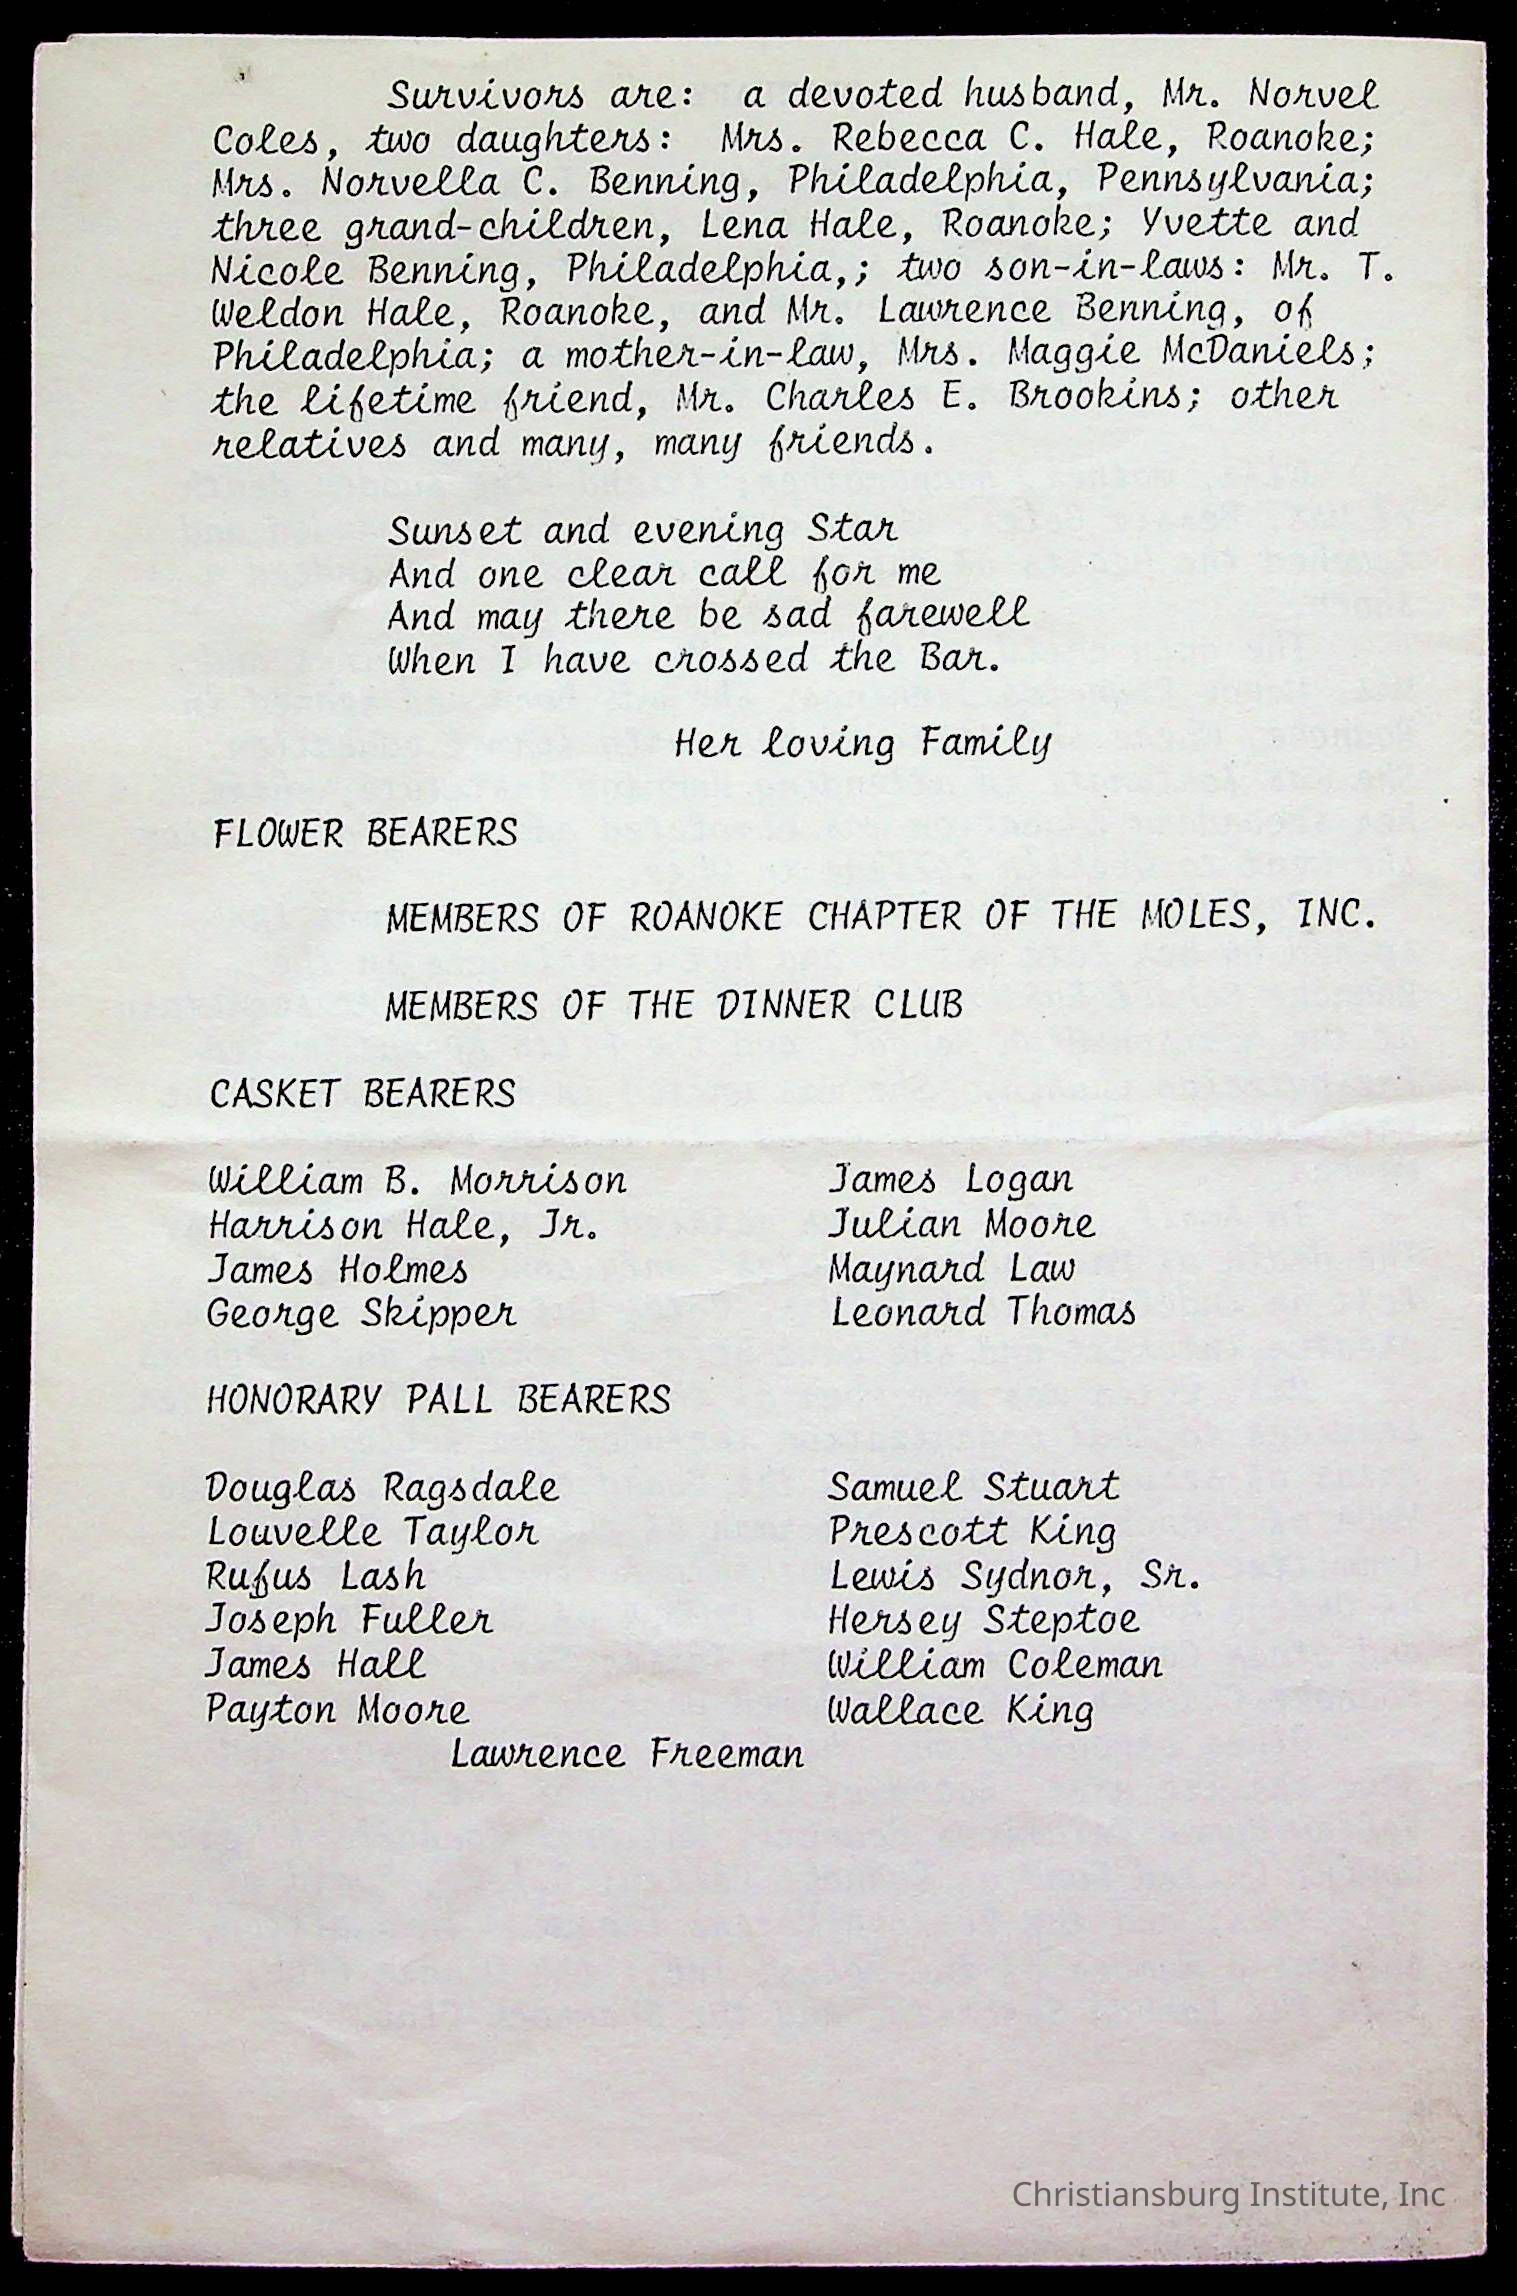 Survivors are: a devoted husband, Mr. Norvel
Coles, two daughters: Mrs. Rebecca C. Hale, Roanoke;
Mrs. Norvella C. Benning, Philadelphia, Pennsylvania;
three grand-children, Lena Hale, Roanoke; Yvette and
Nicole Benning, Philadelphia,; two son-in-laws: Mr. T.
Weldon Hale, Roanoke, and Mr. Lawrence Benning, of
Philadelphia; a mother-in-law, Mrs. Maggie McDaniels;
the lifetime friend, Mr. Charles E. Brookins; other
relatives and many, many friends.
Sunset and evening Star
And one clear call for me
And may there be sad farewell
When I have crossed the Bar.
Her loving Family
FLOWER BEARERS
MEMBERS OF ROANOKE CHAPTER OF THE MOLES, INC.
MEMBERS OF THE DINNER CLUB
CASKET BEARERS
William B. Morrison James Logan
Harrison Hale, Jr. Julian Moore
James Holmes Maynard Law
George Skipper Leonard Thomas
HONORARY PALL BEARERS
Douglas Ragsdale Samuel Stuart
Louvelle Taylor Prescott King
Rufus Lash Lewis Sydnor, Sr.
Joseph Fuller Hersey Steptoe
James Hall William Coleman
Payton Moore Wallace King
Lawrence Freeman
Christiansburg Institute, Inc